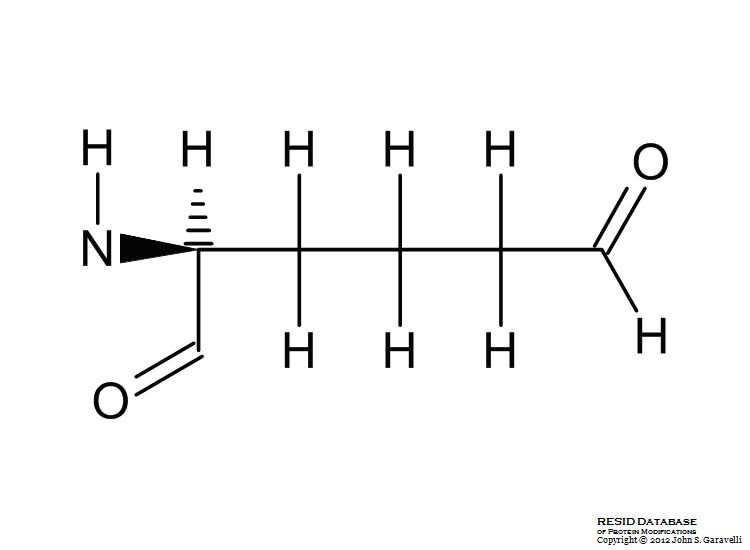 H H H H H O
N
H H H H
O
RESID DATABASE
OF PROTEIN MODIFICATIONS
Copyright © 2012 John S. Garavelli